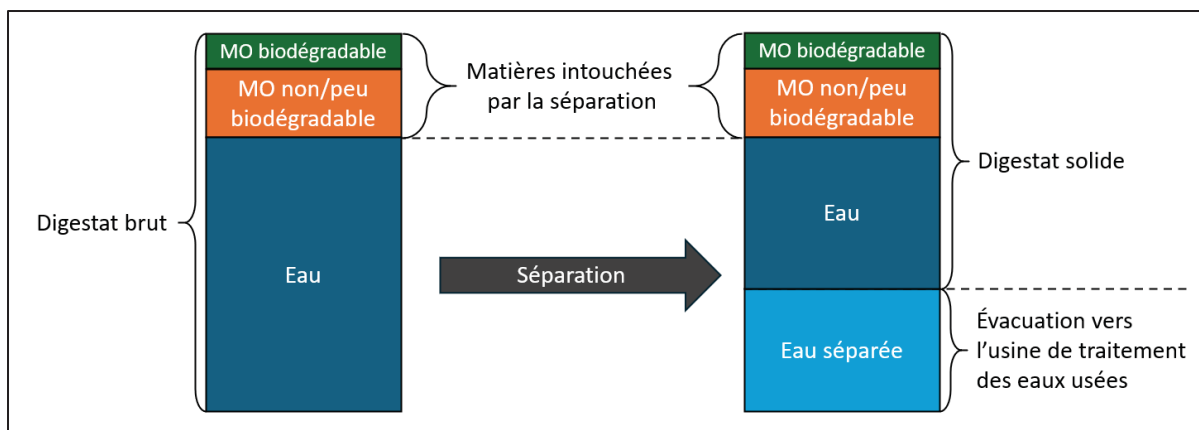 MO biodégradable
MO non/peu
biodégradable
Eau
Digestat brut
Matières intouchées
par la séparation
Séparation
MO biodégradable
MO non/peu
biodégradable
Eau
Eau séparée
Digestat solide
Évacuation vers
l’usine de traitement
des eaux usées